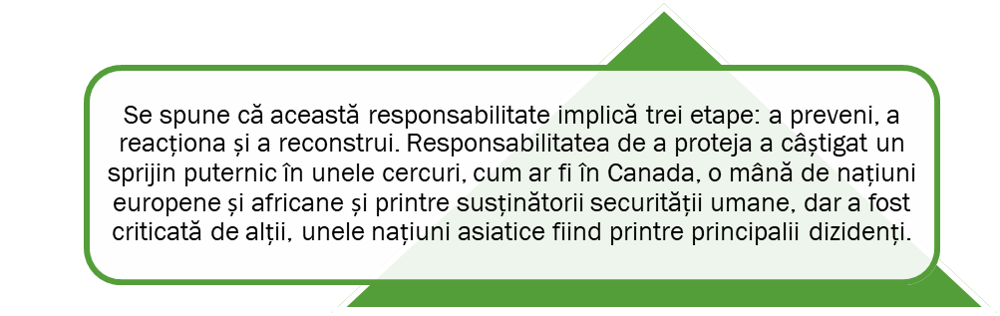 Se spune că această responsabilitate implică trei etape: a preveni, a
reacționa și a reconstrui. Responsabilitatea de a proteja a câștigat un
sprijin puternic în unele cercuri, cum ar fi în Canada, o mână de națiuni
europene și africane și printre susținătorii securității umane, dar a fost
criticată de alții, unele națiuni asiatice fiind printre principalii dizidenți.